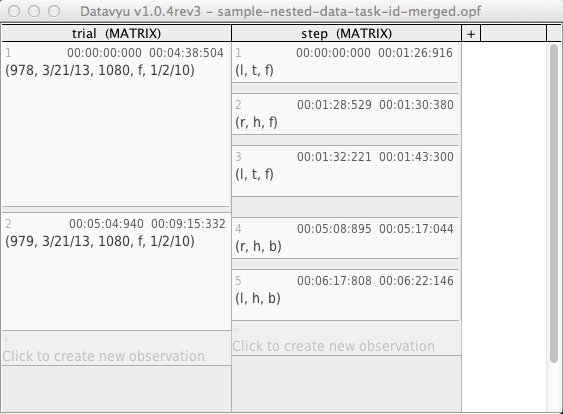 Datavyu v1.0.4rev3 - sample-nested-data-task-id-merged.opf
trial (MATRIX)
step (MATRIX)
+
1 00:00:00:000 00:04:38:504
(978, 3/21/13, 1080, f, 1/2/10)
2 00:05:04:940 00:09:15:332
(979, 3/21/13, 1080, f, 1/2/10)
+
Click to create new observation
1 00:00:00:000 00:01:26:916
(l, t, f)
2 00:01:28:529 00:01:30:380
(r, h, f)
3 00:01:32:221 00:01:43:300
(l, t, f)
4 00:05:08:895 00:05:17:044
(r, h, b)
5 00:06:17:808 00:06:22:146
(l, h, b)
+
Click to create new observation